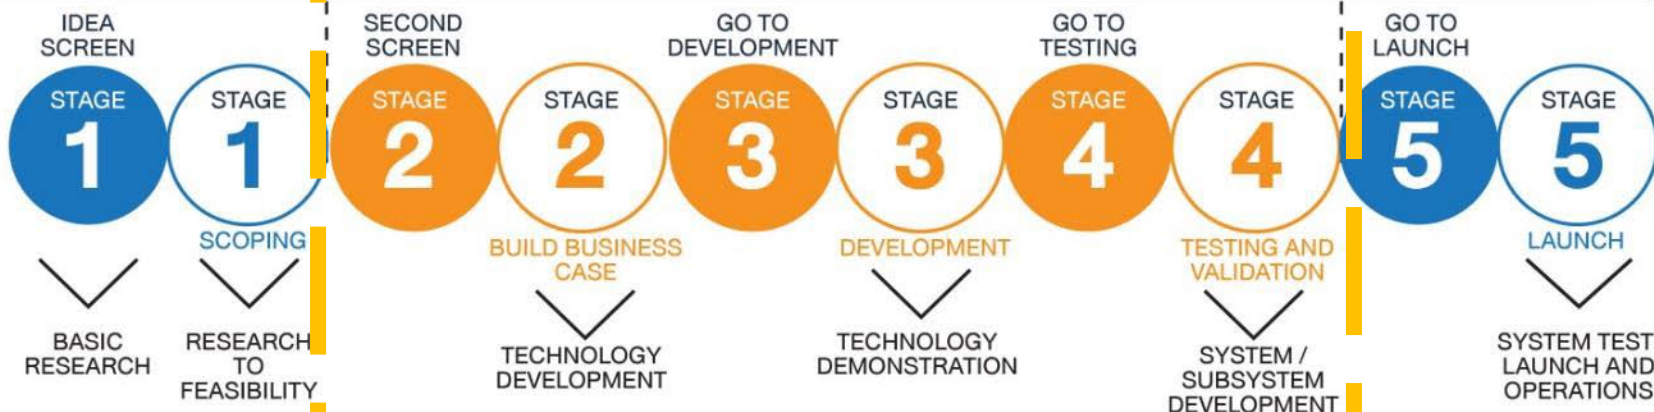 IDEA
SCREEN
STAGE
1
STAGE
1
SCOPING
SECOND
SCREEN
STAGE
2
STAGE
2
BUILD BUSINESS
CASE
GO TO
DEVELOPMENT
STAGE
3
STAGE
3
DEVELOPMENT
GO TO
TESTING
STAGE
4
STAGE
4
TESTING AND
VALIDATION
GO TO
LAUNCH
STAGE
5
STAGE
5
LAUNCH
BASIC
RESEARCH
RESEARCH
TO
FEASIBILITY
TECHNOLOGY
DEVELOPMENT
TECHNOLOGY
DEMONSTRATION
SYSTEM /
SUBSYSTEM
DEVELOPMENT
SYSTEM TEST
LAUNCH AND
OPERATIONS